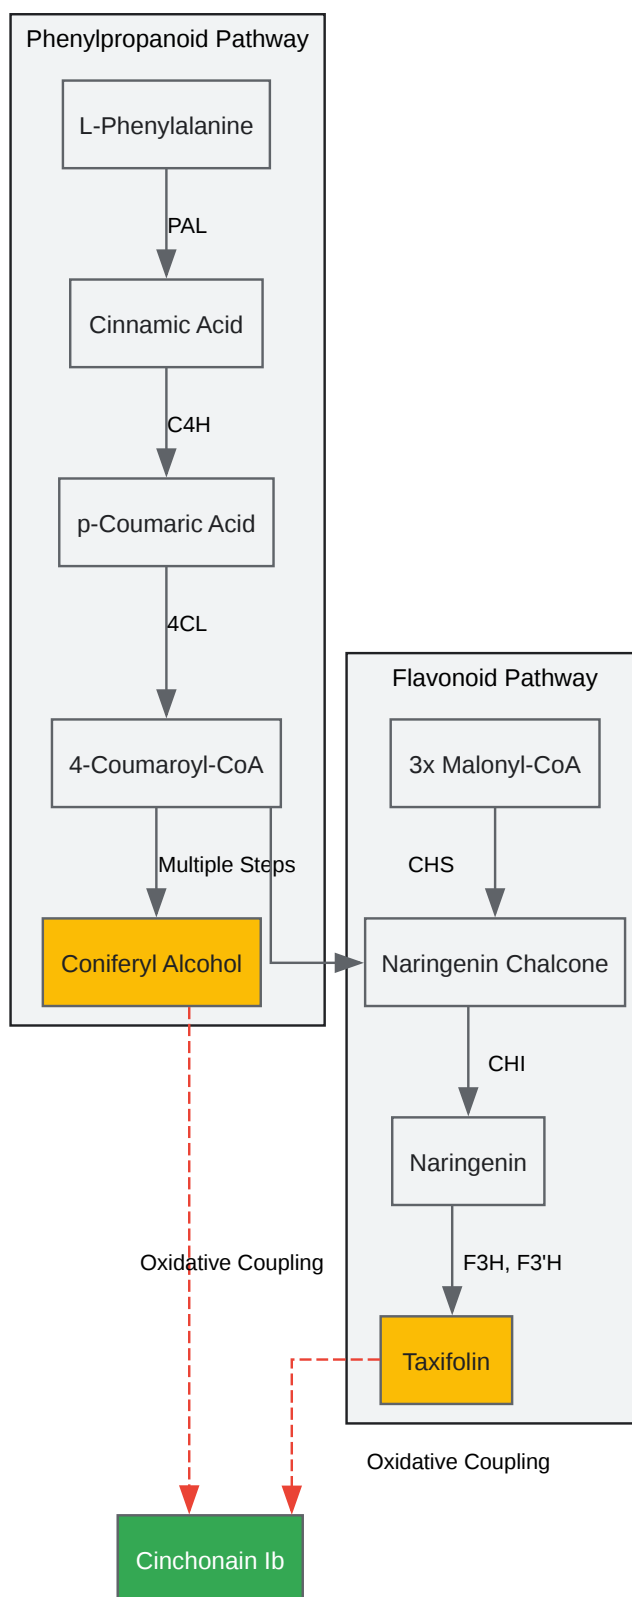 Phenylpropanoid Pathway
L-Phenylalanine
PAL
Cinnamic Acid
C4H
p-Coumaric Acid
4CL
Flavonoid Pathway
4-Coumaroyl-CoA
3x Malonyl-CoA
Multiple Steps
CHS
Coniferyl Alcohol
Naringenin Chalcone
CHI
Naringenin
Oxidative Coupling
F3H, F3'H
Taxifolin
Oxidative Coupling
Cinchonain Ib